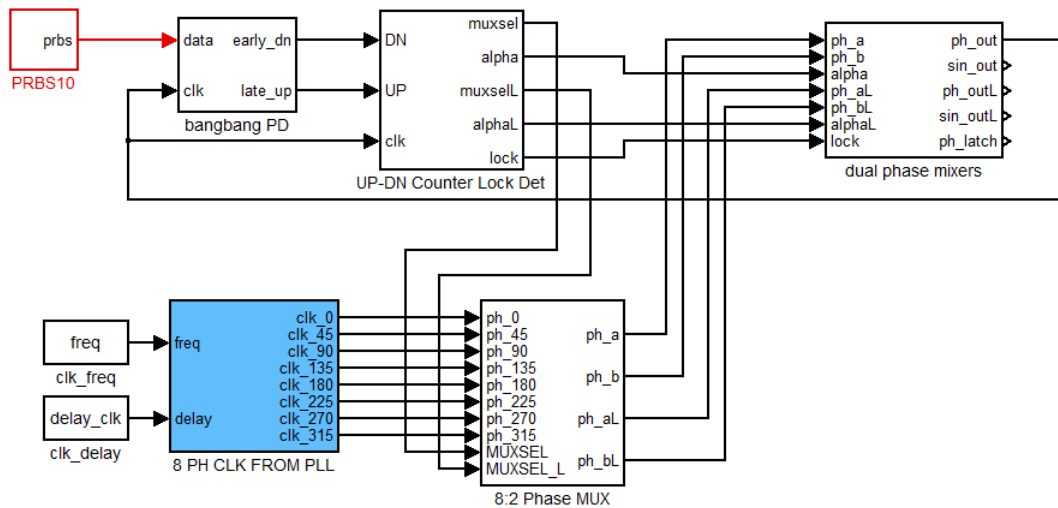 prbs
PRBS10
data
clk
early_dn
late_up
bangbang PD
DN
UP
clk
muxsel
alpha
muxselL
alphaL
lock
UP-DN Counter Lock Det
ph_a
ph_b
alpha
ph_aL
ph_bL
alphaL
lock
ph_out
sin_out
ph_outL
sin_outL
ph_latch
dual phase mixers
freq
clk_freq
delay_clk
clk_delay
freq
delay
clk_0
clk_45
clk_90
clk_135
clk_180
clk_225
clk_270
clk_315
8 PH CLK FROM PLL
ph_0
ph_45
ph_90
ph_135
ph_180
ph_225
ph_270
ph_315
MUXSEL
MUXSEL_L
ph_a
ph_b
ph_aL
ph_bL
8:2 Phase MUX